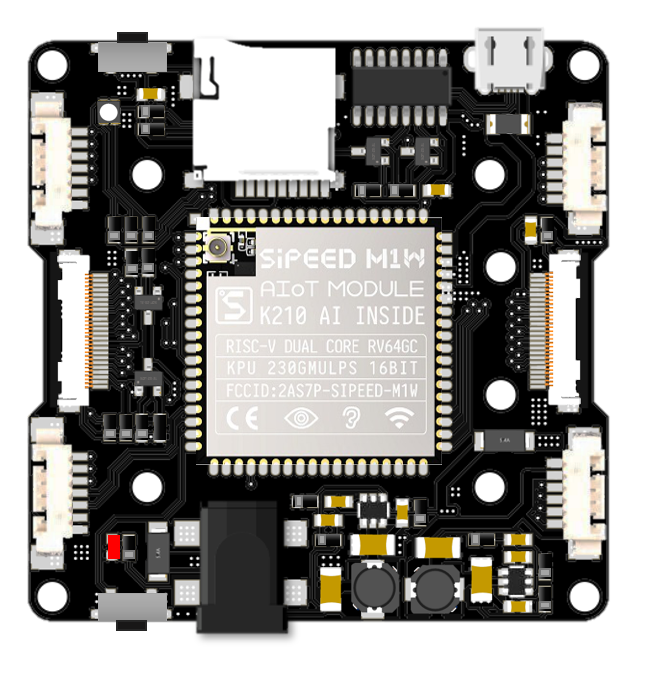 SiPEED M1W
AIoT MODULE
S
K210 AI INSIDE
RISC-V DUAL CORE RV64GC
KPU 230GMULPS 16BIT
FCCID:2AS7P-SIPEED-M1W
CE